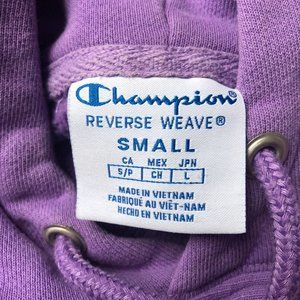 Champion®
REVERSE WEAVE®
SMALL
CA MEX JPN
S/P CH L
MADE IN VIETNAM
FABRIQUÉ AU VIÊT-NAM
HECHO EN VIETNAM